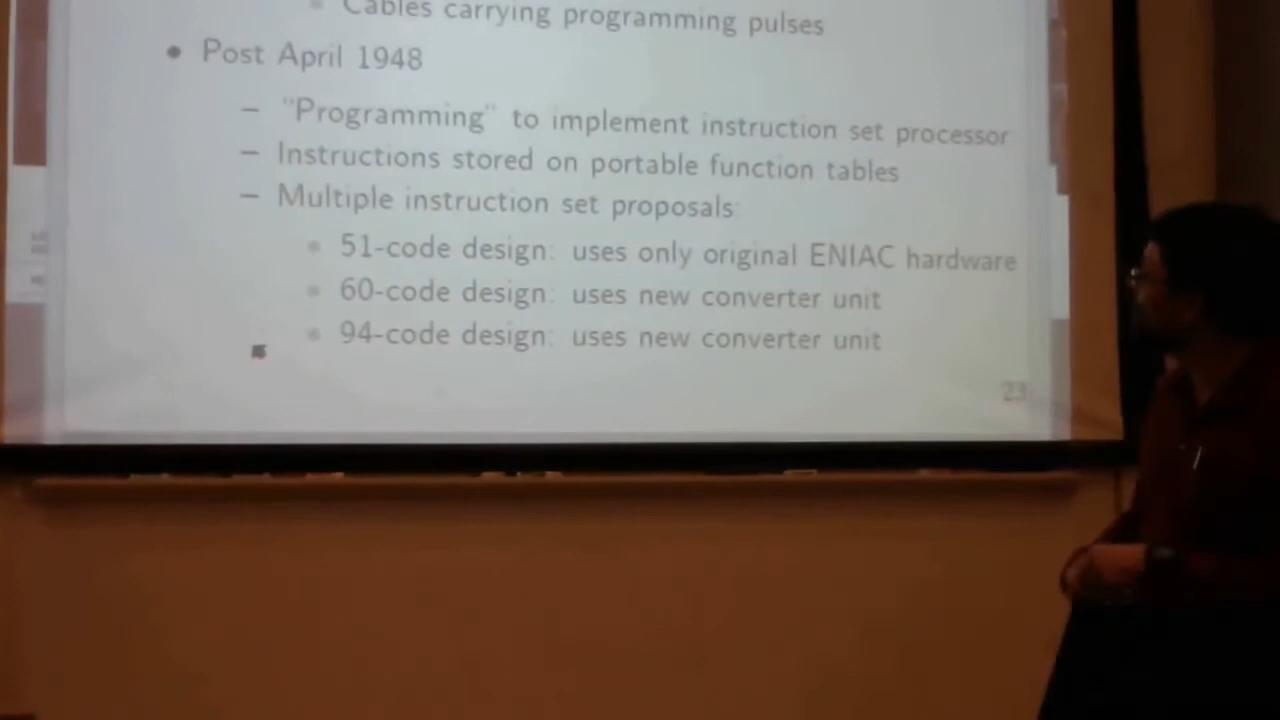 Cables carrying programming pulses
• Post April 1948
– "Programming" to implement instruction set processor
– Instructions stored on portable function tables
– Multiple instruction set proposals:
• 51-code design: uses only original ENIAC hardware
• 60-code design: uses new converter unit
• 94-code design: uses new converter unit
23